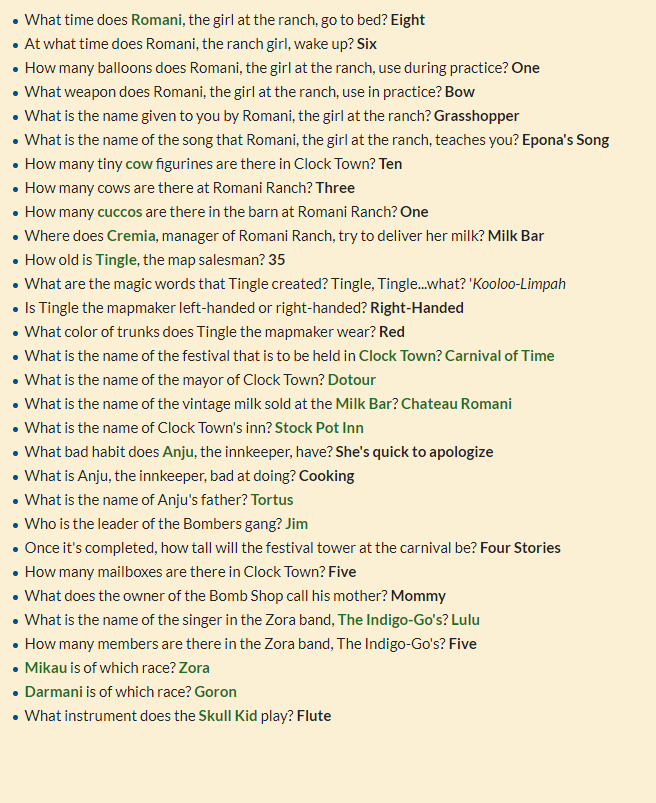 What time does Romani, the girl at the ranch, go to bed? Eight
At what time does Romani, the ranch girl, wake up? Six
How many balloons does Romani, the girl at the ranch, use during practice? One
What weapon does Romani, the girl at the ranch, use in practice? Bow
What is the name given to you by Romani, the girl at the ranch? Grasshopper
What is the name of the song that Romani, the girl at the ranch, teaches you? Epona's Song
How many tiny cow figurines are there in Clock Town? Ten
How many cows are there at Romani Ranch? Three
How many cuccos are there in the barn at Romani Ranch? One
Where does Cremia, manager of Romani Ranch, try to deliver her milk? Milk Bar
How old is Tingle, the map salesman? 35
What are the magic words that Tingle created? Tingle, Tingle...what? 'Kooloo-Limpah
Is Tingle the mapmaker left-handed or right-handed? Right-Handed
What color of trunks does Tingle the mapmaker wear? Red
What is the name of the festival that is to be held in Clock Town? Carnival of Time
What is the name of the mayor of Clock Town? Dotour
What is the name of the vintage milk sold at the Milk Bar? Chateau Romani
What is the name of Clock Town's inn? Stock Pot Inn
What bad habit does Anju, the innkeeper, have? She's quick to apologize
What is Anju, the innkeeper, bad at doing? Cooking
What is the name of Anju's father? Tortus
Who is the leader of the Bombers gang? Jim
Once it's completed, how tall will the festival tower at the carnival be? Four Stories
How many mailboxes are there in Clock Town? Five
What does the owner of the Bomb Shop call his mother? Mommy
What is the name of the singer in the Zora band, The Indigo-Go's? Lulu
How many members are there in the Zora band, The Indigo-Go's? Five
Mikau is of which race? Zora
Darmani is of which race? Goron
What instrument does the Skull Kid play? Flute